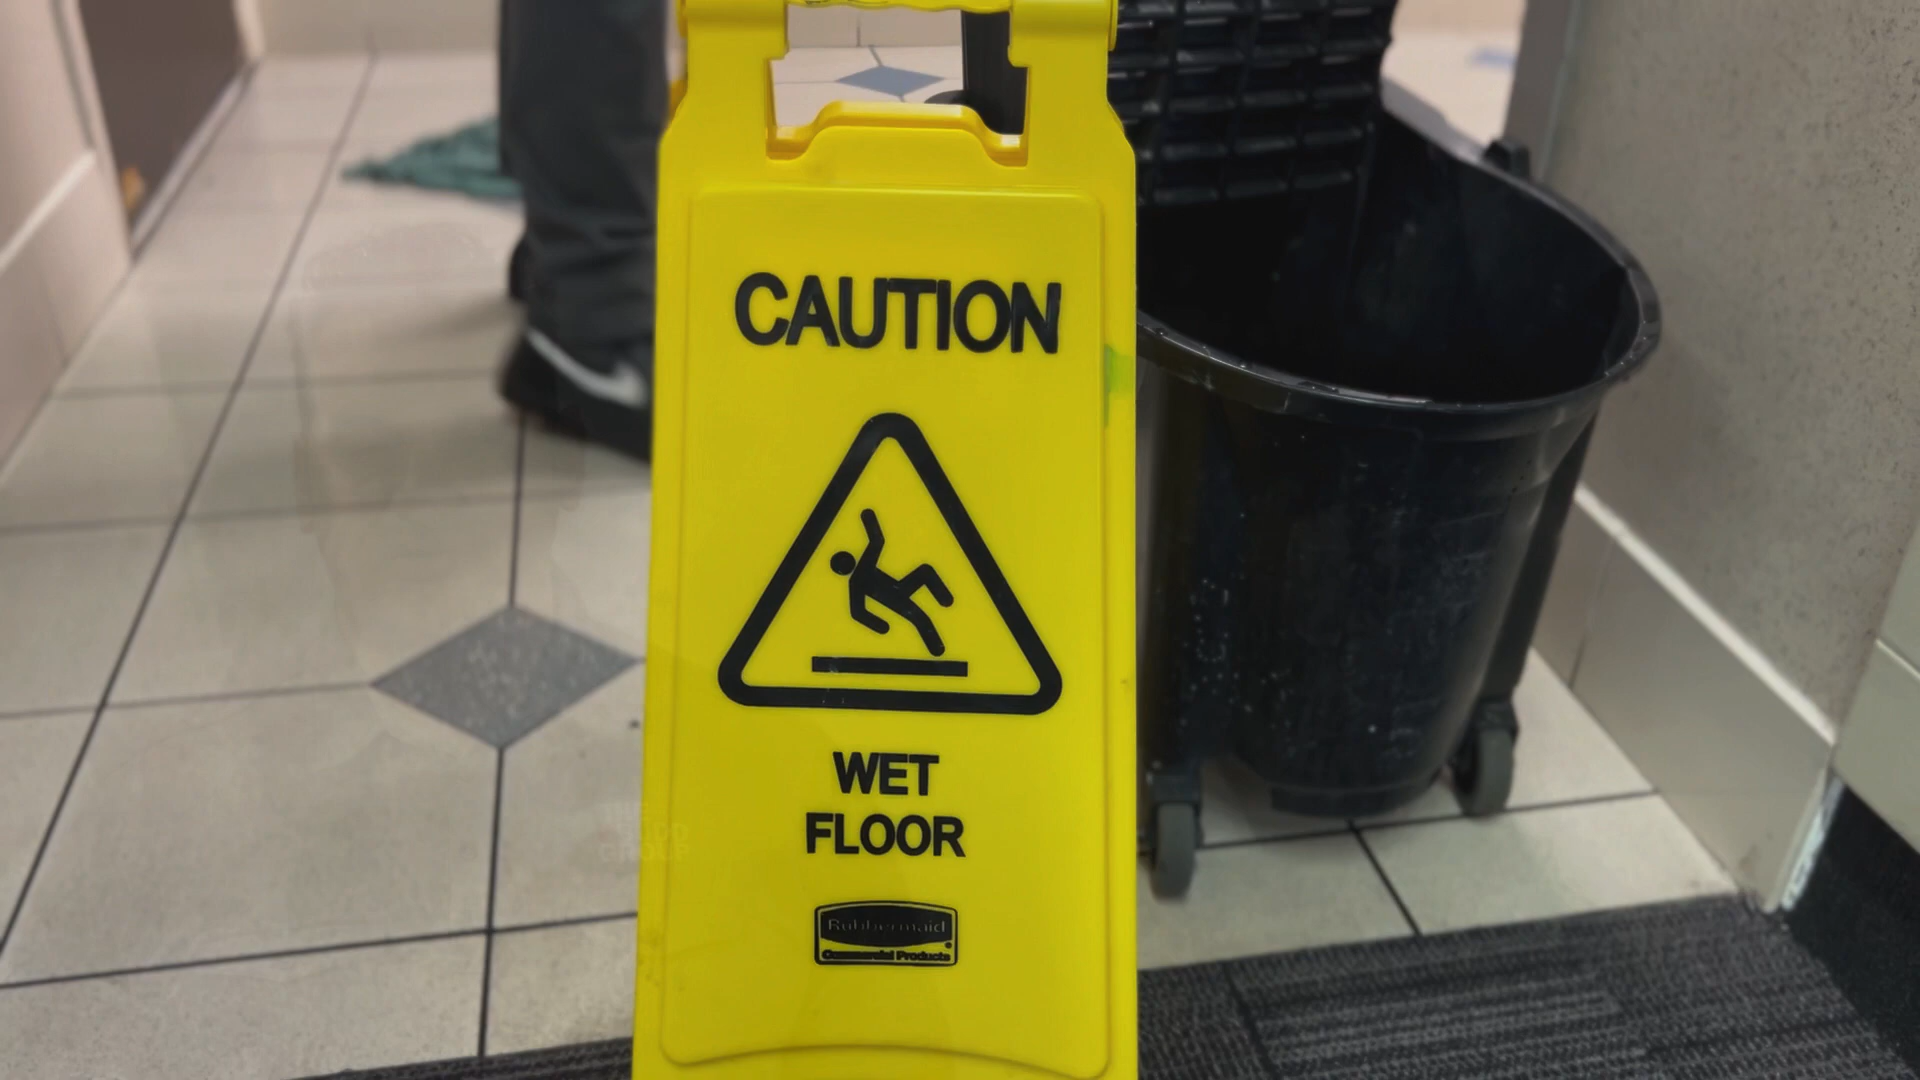 CAUTION
WET
FLOOR
Rubbermaid
Commercial Products